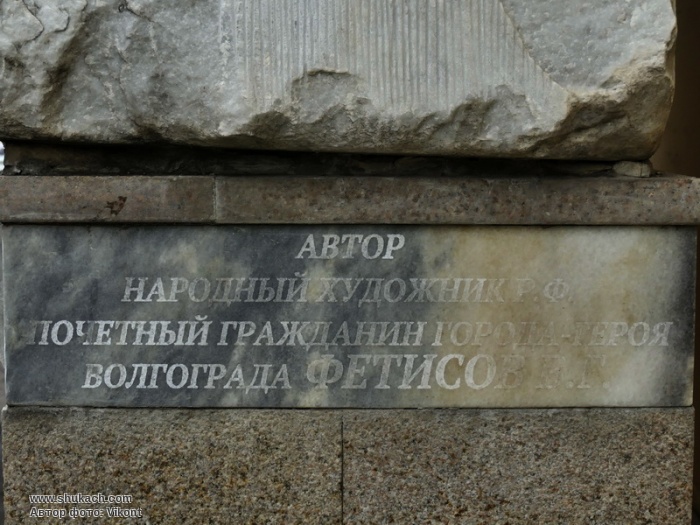 АВТОР
НАРОДНЫЙ ХУДОЖНИК Р.Ф.
ПОЧЕТНЫЙ ГРАЖДАНИН ГОРОДА-ГЕРОЯ
ВОЛГОГРАДА ФЕТИСОВ
www.shukach.com
Автор фото: Vikont